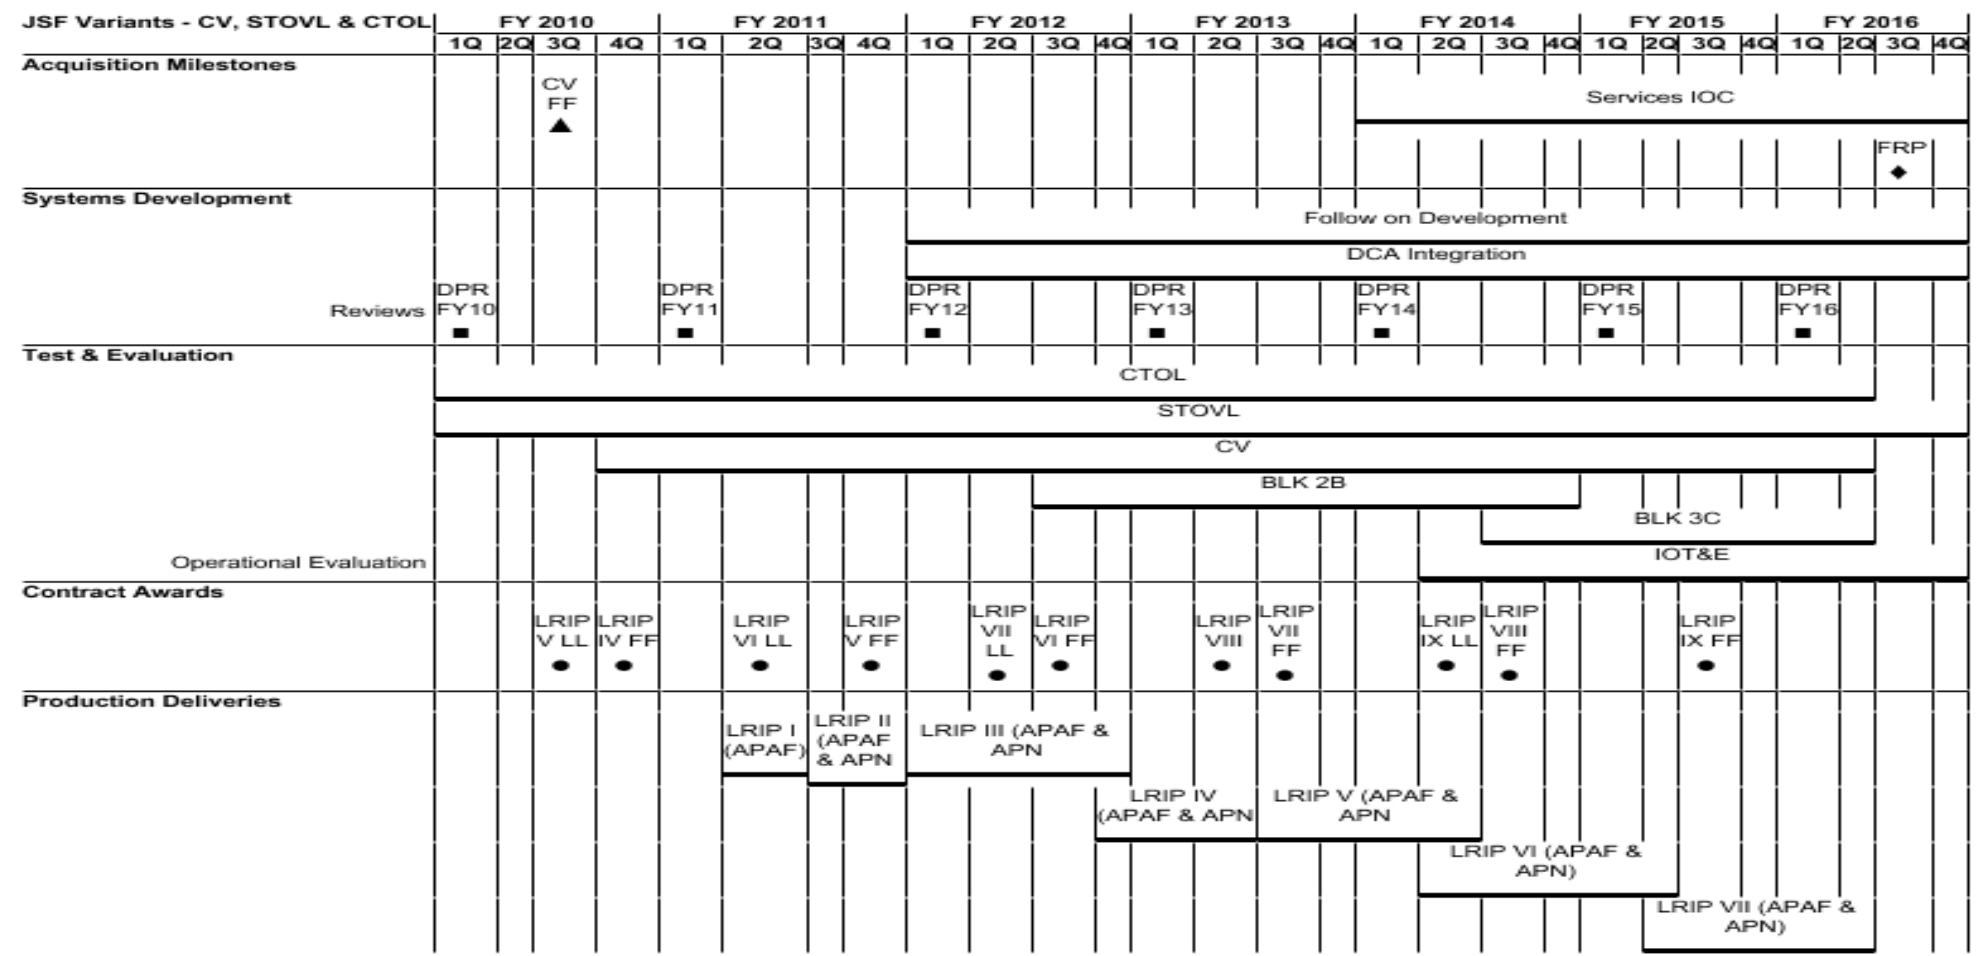 JSF Variants - CV, STOVL & CTOL FY 2010 FY 2011 FY 2012 FY 2013 FY 2014 FY 2015 FY 2016
1Q 2Q 3Q 4Q 1Q 2Q 3Q 4Q 1Q 2Q 3Q 4Q 1Q 2Q 3Q 4Q 1Q 2Q 3Q 4Q 1Q 2Q 3Q 4Q 1Q 2Q 3Q 4Q
Acquisition Milestones
CV
FF
Services IOC
FRP
Systems Development
Follow on Development
DCA Integration
Reviews
DPR
FY10
DPR
FY11
DPR
FY12
DPR
FY13
DPR
FY14
DPR
FY15
DPR
FY16
Test & Evaluation
CTOL
STOVL
CV
BLK 2B
BLK 3C
Operational Evaluation
IOT&E
Contract Awards
LRIP
V LL
LRIP
IV FF
LRIP
VI LL
LRIP
V FF
LRIP
VII
LL
LRIP
VI FF
LRIP
VIII
LRIP
VII
FF
LRIP
IX LL
LRIP
VIII
FF
LRIP
IX FF
Production Deliveries
LRIP I
(APAF)
LRIP II
(APAF
& APN
LRIP III (APAF &
APN
LRIP IV
(APAF & APN
LRIP V (APAF &
APN
LRIP VI (APAF &
APN)
LRIP VII (APAF &
APN)